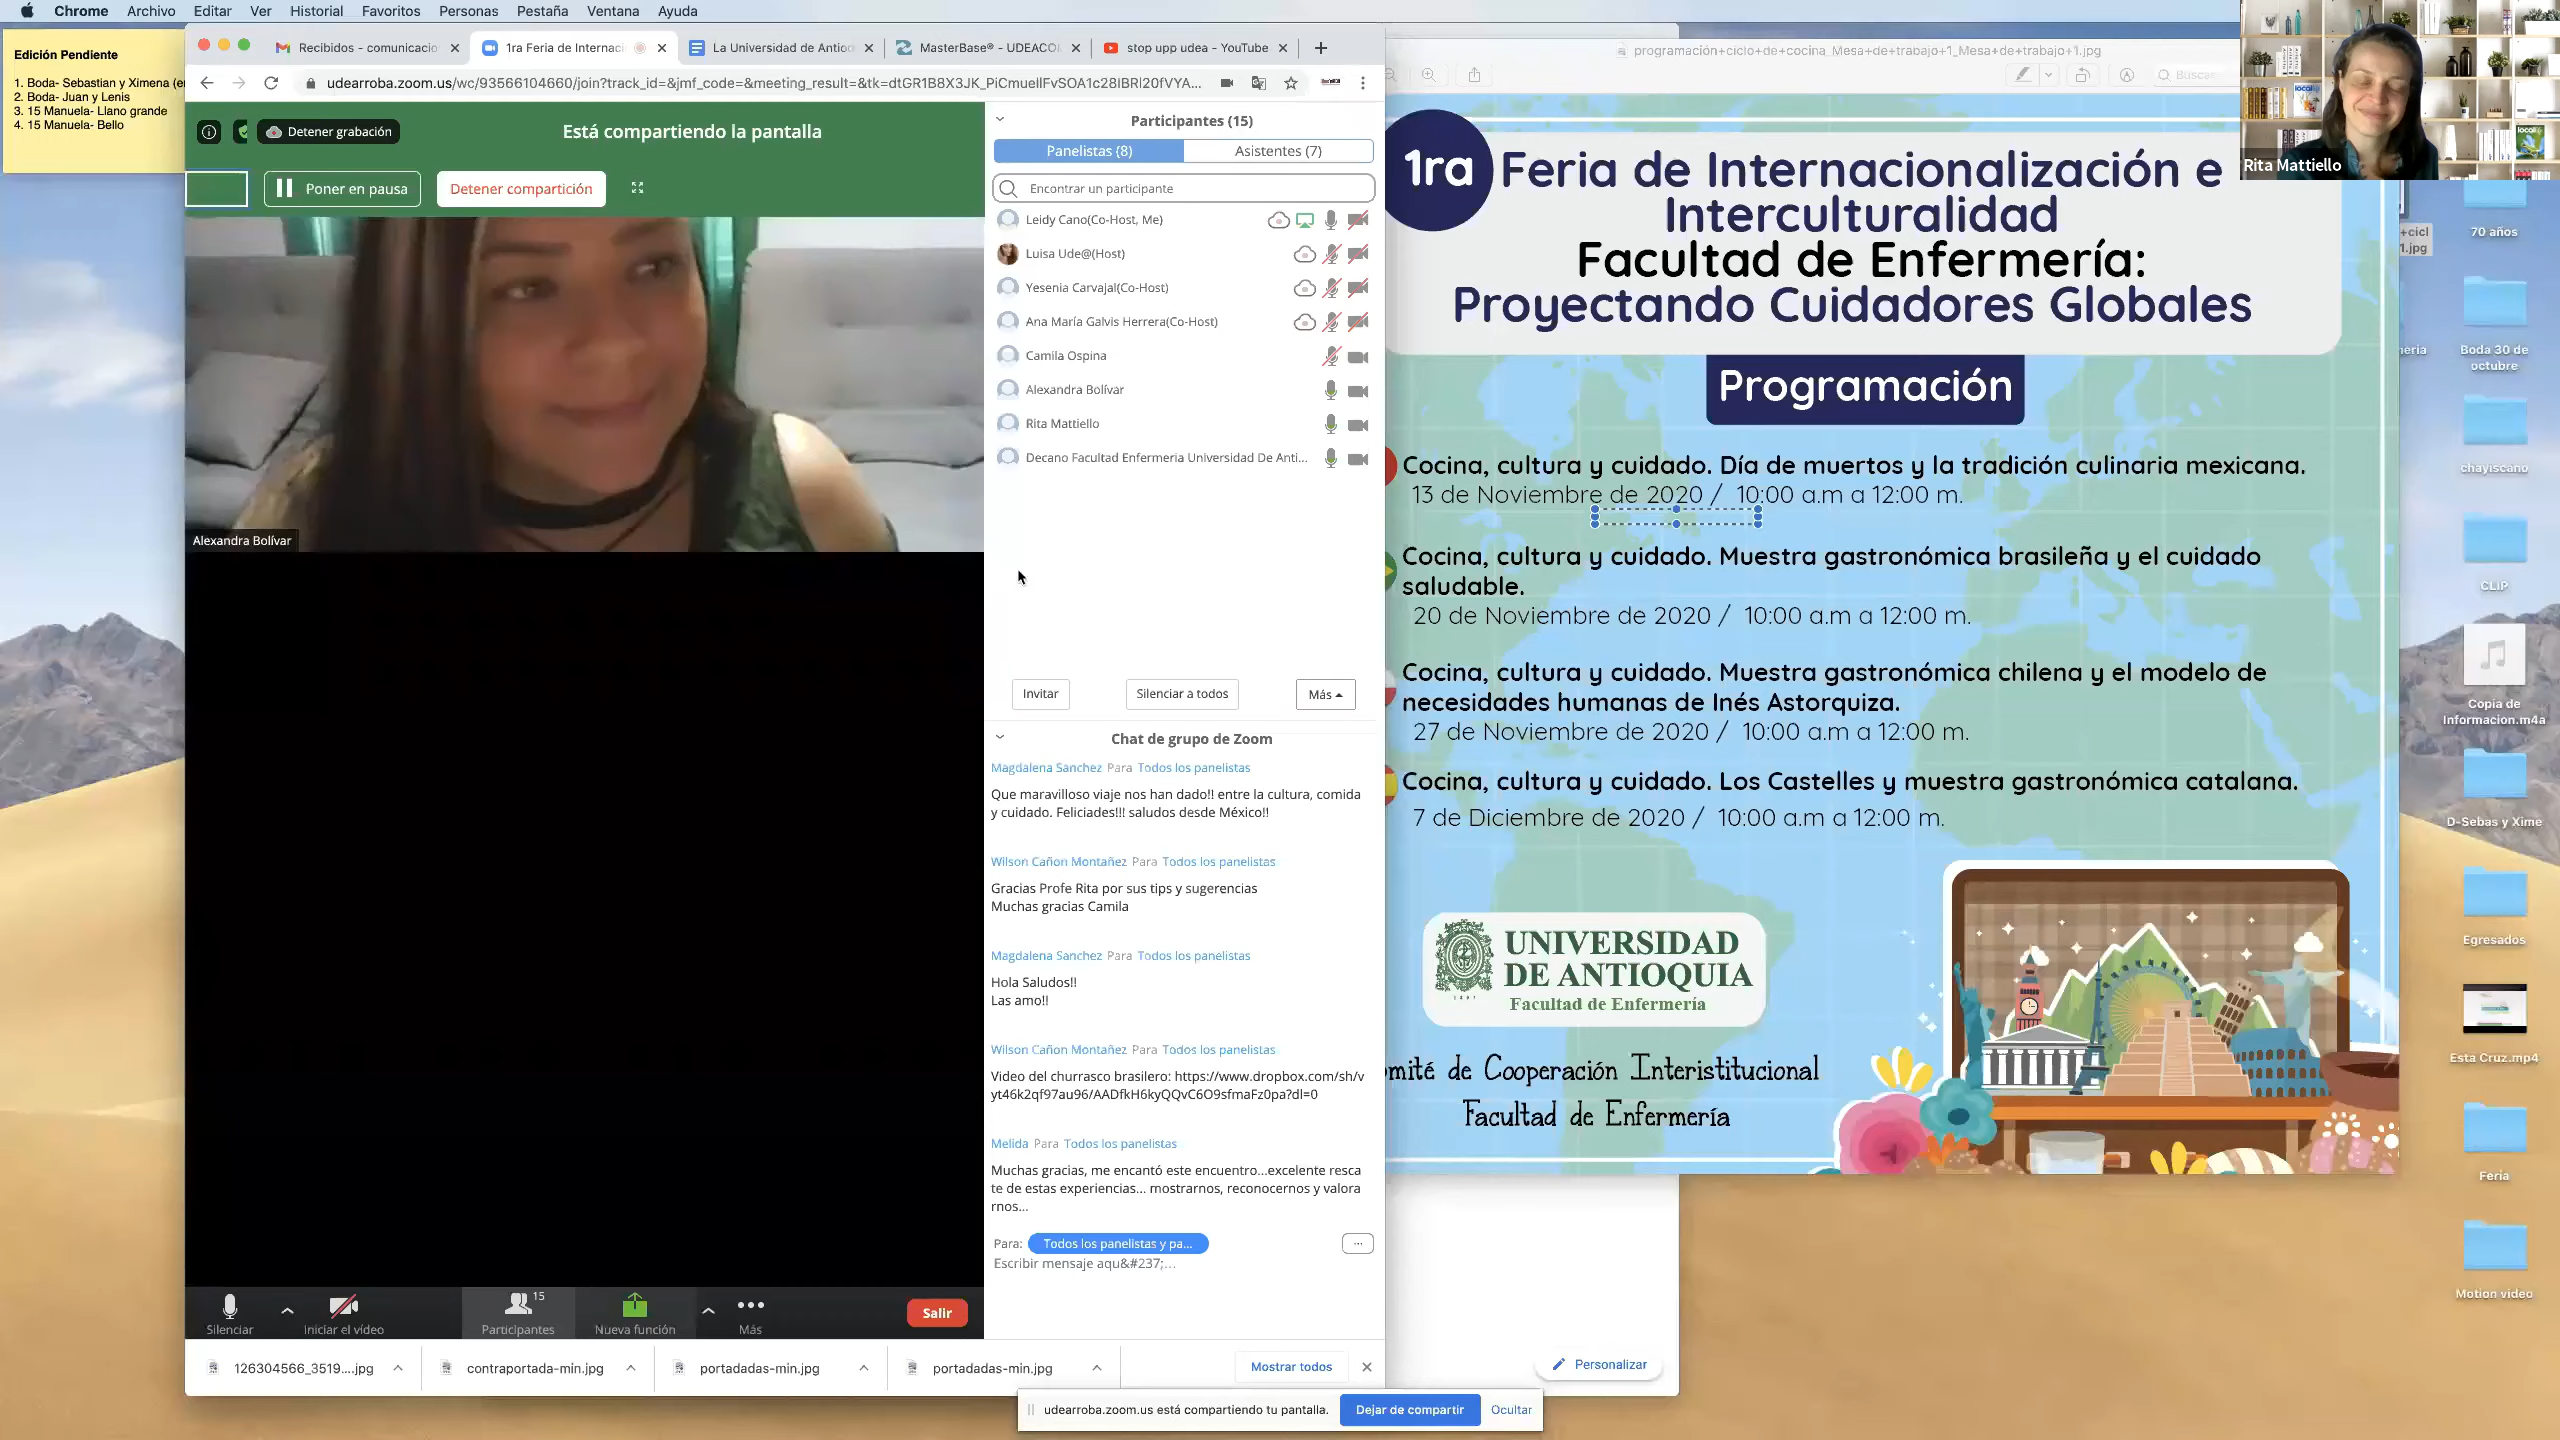 Chrome Archivo Editar Ver Historial Favoritos Personas Pestaña Ventana Ayuda
Edición Pendiente
1. Boda- Sebastian y Ximena
2. Boda- Juan y Lenis
3. 15 Manuela- Llano grande
4. 15 Manuela- Bello
Recibidos - comunicacio
1ra Feria de Internac
La Universidad de Antio
MasterBase® - UDEACO
stop upp udea - YouTube
udearroba.zoom.us/wc/93566104660/join?track_id=&jmf_code=&meeting_result=&tk=dtGR1B8X3JK_PiCmuellFvSOA1c28lBRl20fVYA...
Detener grabación
Está compartiendo la pantalla
Poner en pausa
Detener compartición
Alexandra Bolívar
Participantes (15)
Panelistas (8)
Asistentes (7)
Encontrar un participante
Leidy Cano(Co-Host, Me)
Luisa Ude@(Host)
Yesenia Carvajal(Co-Host)
Ana María Galvis Herrera(Co-Host)
Camila Ospina
Alexandra Bolívar
Rita Mattiello
Decano Facultad Enfermeria Universidad De Anti...
Invitar
Silenciar a todos
Más
Chat de grupo de Zoom
Magdalena Sanchez Para Todos los panelistas
Que maravilloso viaje nos han dado!! entre la cultura, comida
y cuidado. Feliciades!!! saludos desde México!!
Wilson Cañon Montañez Para Todos los panelistas
Gracias Profe Rita por sus tips y sugerencias
Muchas gracias Camila
Magdalena Sanchez Para Todos los panelistas
Hola Saludos!!
Las amo!!
Wilson Cañon Montañez Para Todos los panelistas
Video del churrasco brasilero: https://www.dropbox.com/sh/v
yt46k2qf97au96/AADfkH6kyQQvC6O9sfmaFz0pa?dl=0
Melida Para Todos los panelistas
Muchas gracias, me encantó este encuentro...excelente resca
te de estas experiencias... mostrarnos, reconocernos y valora
rnos...
Para: Todos los panelistas y pa...
Escribir mensaje aqu&#237;...
Silenciar
Iniciar el vídeo
15
Participantes
Nueva función
Más
Salir
126304566_3519....jpg
contraportada-min.jpg
portadadas-min.jpg
portadadas-min.jpg
Mostrar todos
udearroba.zoom.us está compartiendo tu pantalla.
Dejar de compartir
Ocultar
Personalizar
programación+ciclo+de+cocina_Mesa+de+trabajo+1_Mesa+de+trabajo+1.jpg
Buscar
Rita Mattiello
1ra
Feria de Internacionalización e
Interculturalidad
Facultad de Enfermería:
Proyectando Cuidadores Globales
Programación
Cocina, cultura y cuidado. Día de muertos y la tradición culinaria mexicana.
13 de Noviembre de 2020 / 10:00 a.m a 12:00 m.
Cocina, cultura y cuidado. Muestra gastronómica brasileña y el cuidado
saludable.
20 de Noviembre de 2020 / 10:00 a.m a 12:00 m.
Cocina, cultura y cuidado. Muestra gastronómica chilena y el modelo de
necesidades humanas de Inés Astorquiza.
27 de Noviembre de 2020 / 10:00 a.m a 12:00 m.
Cocina, cultura y cuidado. Los Castelles y muestra gastronómica catalana.
7 de Diciembre de 2020 / 10:00 a.m a 12:00 m.
UNIVERSIDAD
DE ANTIOQUIA
Facultad de Enfermería
mité de Cooperación Interistitucional
Facultad de Enfermería
70 años
+cicl
1.jpg
Boda 30 de
octubre
chayiscano
CLIP
Copia de
Informacion.m4a
D-Sebas y Xime
Egresados
Esta Cruz.mp4
Feria
Motion video